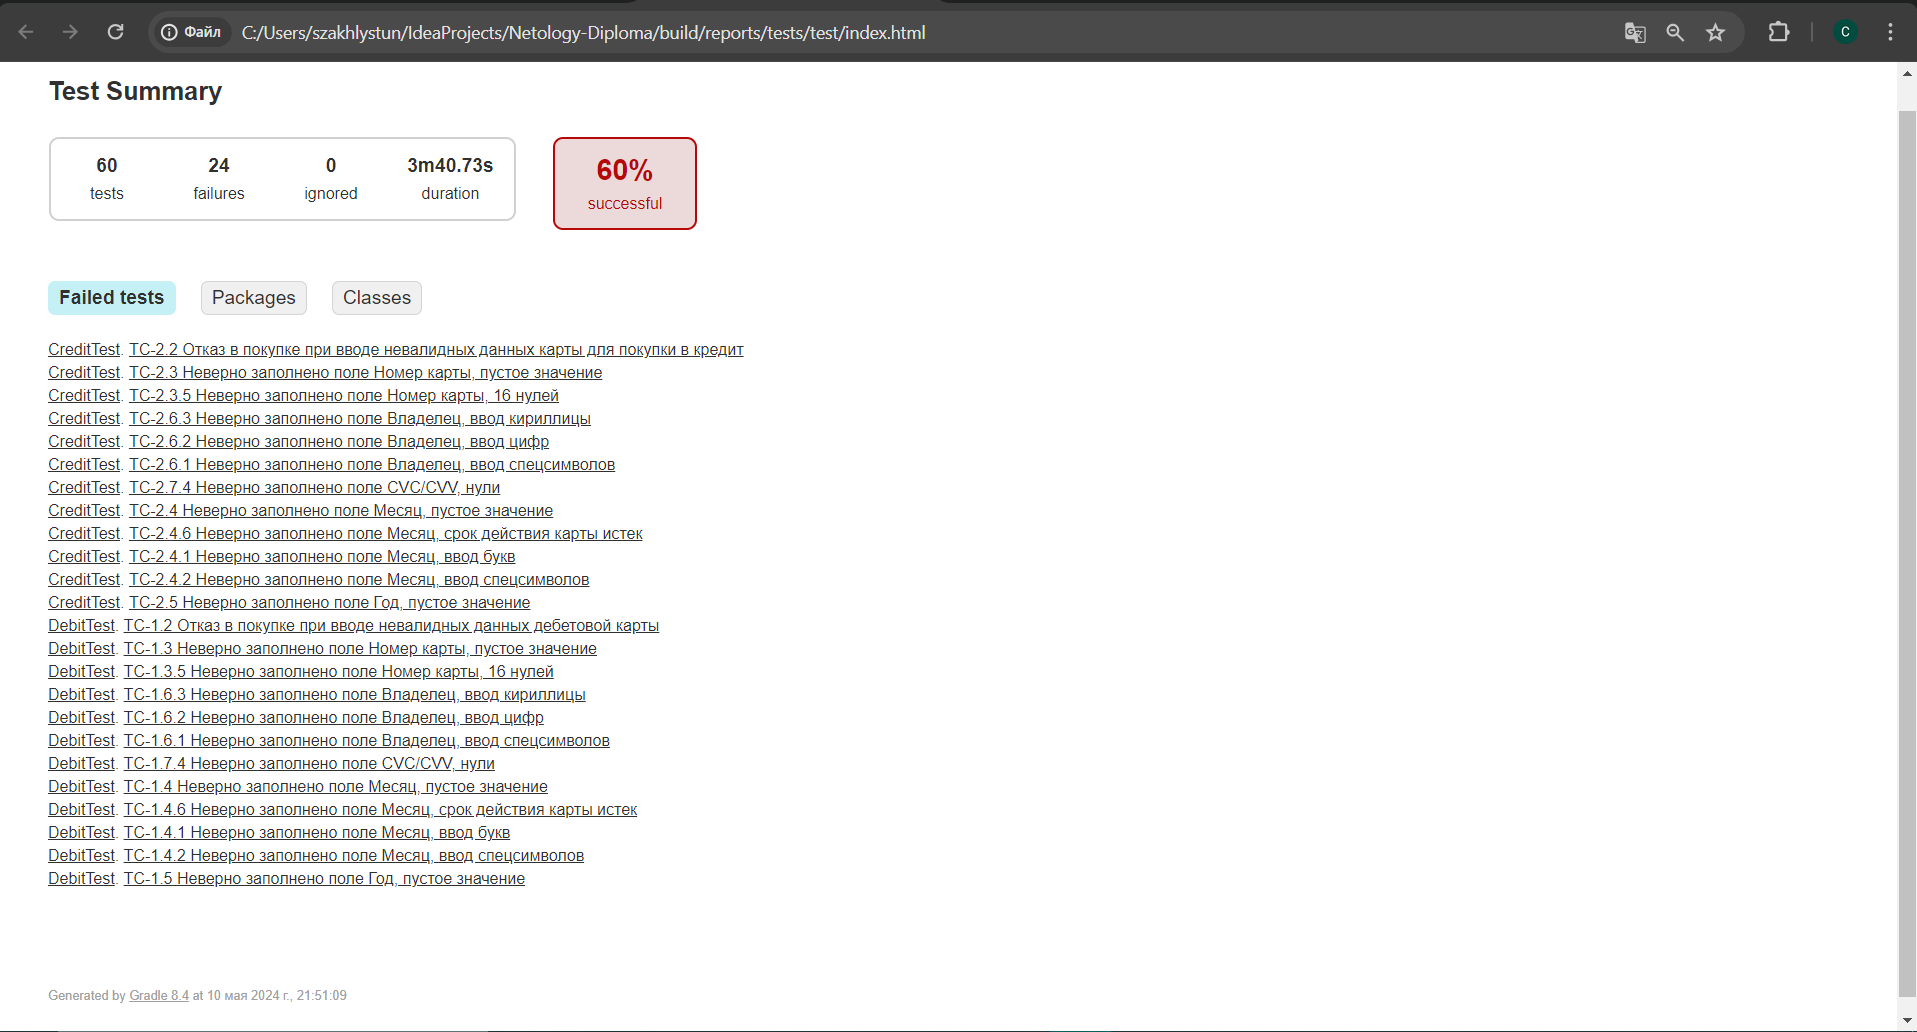 Файл C:/Users/szakhlystun/IdeaProjects/Netology-Diploma/build/reports/tests/test/index.html C
Test Summary
60 24 0 3m40.73s
tests failures ignored duration
60%
successful
Failed tests Packages Classes
CreditTest. TC-2.2 Отказ в покупке при вводе невалидных данных карты для покупки в кредит
CreditTest. TC-2.3 Неверно заполнено поле Номер карты, пустое значение
CreditTest. TC-2.3.5 Неверно заполнено поле Номер карты, 16 нулей
CreditTest. TC-2.6.3 Неверно заполнено поле Владелец, ввод кириллицы
CreditTest. TC-2.6.2 Неверно заполнено поле Владелец, ввод цифр
CreditTest. TC-2.6.1 Неверно заполнено поле Владелец, ввод спецсимволов
CreditTest. TC-2.7.4 Неверно заполнено поле CVC/CVV, нули
CreditTest. TC-2.4 Неверно заполнено поле Месяц, пустое значение
CreditTest. TC-2.4.6 Неверно заполнено поле Месяц, срок действия карты истек
CreditTest. TC-2.4.1 Неверно заполнено поле Месяц, ввод букв
CreditTest. TC-2.4.2 Неверно заполнено поле Месяц, ввод спецсимволов
CreditTest. TC-2.5 Неверно заполнено поле Год, пустое значение
DebitTest. TC-1.2 Отказ в покупке при вводе невалидных данных дебетовой карты
DebitTest. TC-1.3 Неверно заполнено поле Номер карты, пустое значение
DebitTest. TC-1.3.5 Неверно заполнено поле Номер карты, 16 нулей
DebitTest. TC-1.6.3 Неверно заполнено поле Владелец, ввод кириллицы
DebitTest. TC-1.6.2 Неверно заполнено поле Владелец, ввод цифр
DebitTest. TC-1.6.1 Неверно заполнено поле Владелец, ввод спецсимволов
DebitTest. TC-1.7.4 Неверно заполнено поле CVC/CVV, нули
DebitTest. TC-1.4 Неверно заполнено поле Месяц, пустое значение
DebitTest. TC-1.4.6 Неверно заполнено поле Месяц, срок действия карты истек
DebitTest. TC-1.4.1 Неверно заполнено поле Месяц, ввод букв
DebitTest. TC-1.4.2 Неверно заполнено поле Месяц, ввод спецсимволов
DebitTest. TC-1.5 Неверно заполнено поле Год, пустое значение
Generated by Gradle 8.4 at 10 мая 2024 г., 21:51:09